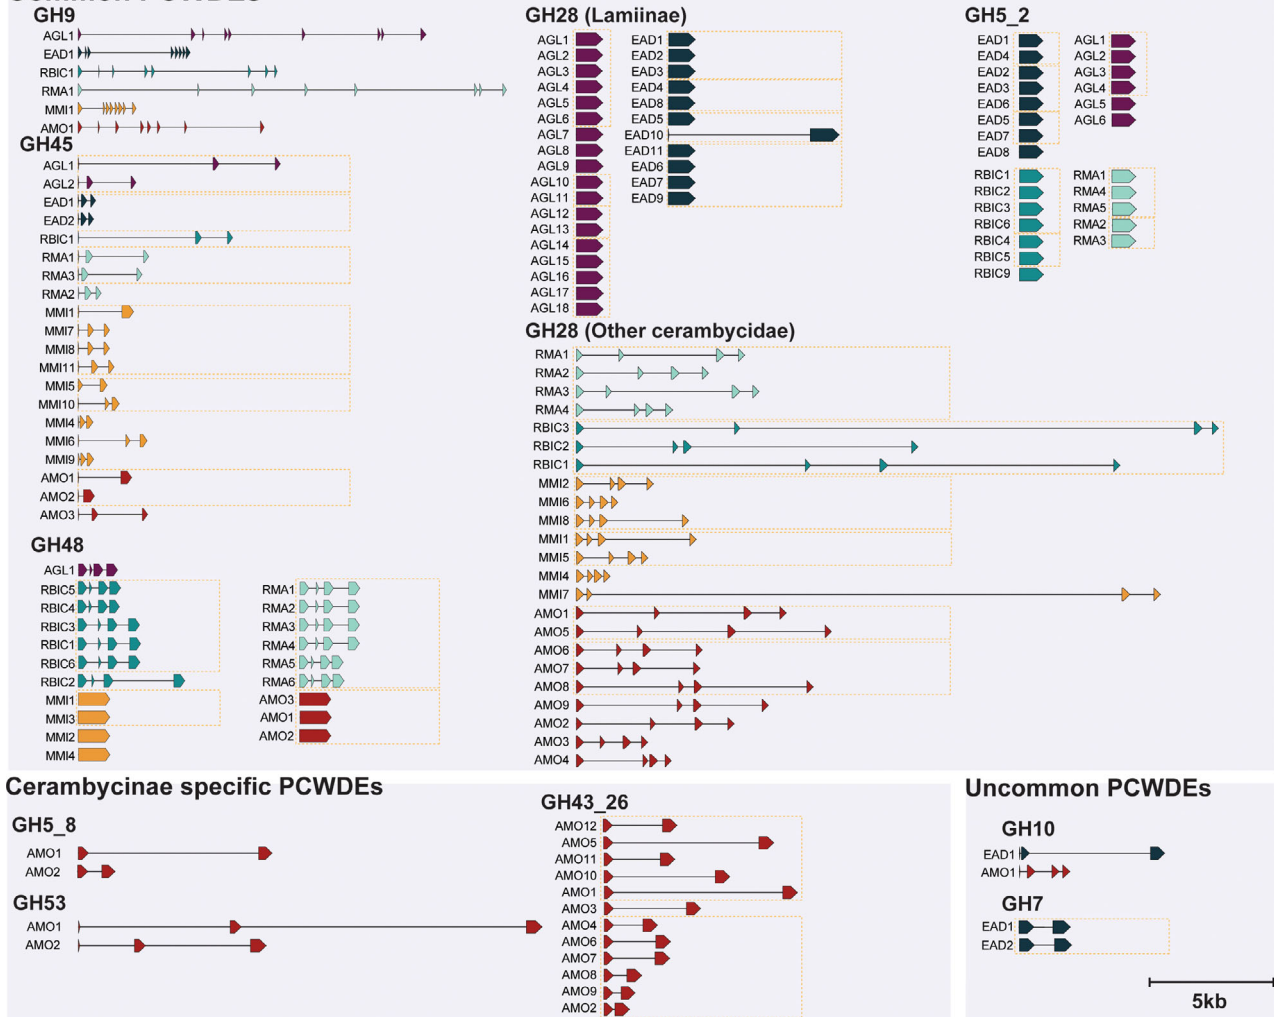 Common PCWDEs
GH9
AGL1
EAD1
RBIC1
RMA1
MMI1
AMO1
GH45
AGL1
AGL2
EAD1
EAD2
RBIC1
RMA1
RMA3
RMA2
MMI1
MMI7
MMI8
MMI11
MMI5
MMI10
MMI4
MMI6
MMI9
AMO1
AMO2
AMO3
GH48
AGL1
RBIC5
RBIC4
RBIC3
RBIC1
RBIC6
RBIC2
MMI1
MMI3
MMI2
MMI4
RMA1
RMA2
RMA3
RMA4
RMA5
RMA6
AMO3
AMO1
AMO2
GH28 (Lamiinae)
AGL1
AGL2
AGL3
AGL4
AGL5
AGL6
AGL7
AGL8
AGL9
AGL10
AGL11
AGL12
AGL13
AGL14
AGL15
AGL16
AGL17
AGL18
EAD1
EAD2
EAD3
EAD4
EAD8
EAD5
EAD10
EAD11
EAD6
EAD7
EAD9
GH28 (Other cerambycidae)
RMA1
RMA2
RMA3
RMA4
RBIC3
RBIC2
RBIC1
MMI2
MMI6
MMI8
MMI1
MMI5
MMI4
MMI7
AMO1
AMO5
AMO6
AMO7
AMO8
AMO9
AMO2
AMO3
AMO4
GH5_2
EAD1
EAD4
EAD2
EAD3
EAD6
EAD5
EAD7
EAD8
AGL1
AGL2
AGL3
AGL4
AGL5
AGL6
RBIC1
RBIC2
RBIC3
RBIC6
RBIC4
RBIC5
RBIC9
RMA1
RMA4
RMA5
RMA2
RMA3
Cerambycinae specific PCWDEs
GH5_8
AMO1
AMO2
GH53
AMO1
AMO2
GH43_26
AMO12
AMO5
AMO11
AMO10
AMO1
AMO3
AMO4
AMO6
AMO7
AMO8
AMO9
AMO2
Uncommon PCWDEs
GH10
EAD1
AMO1
GH7
EAD1
EAD2
5kb